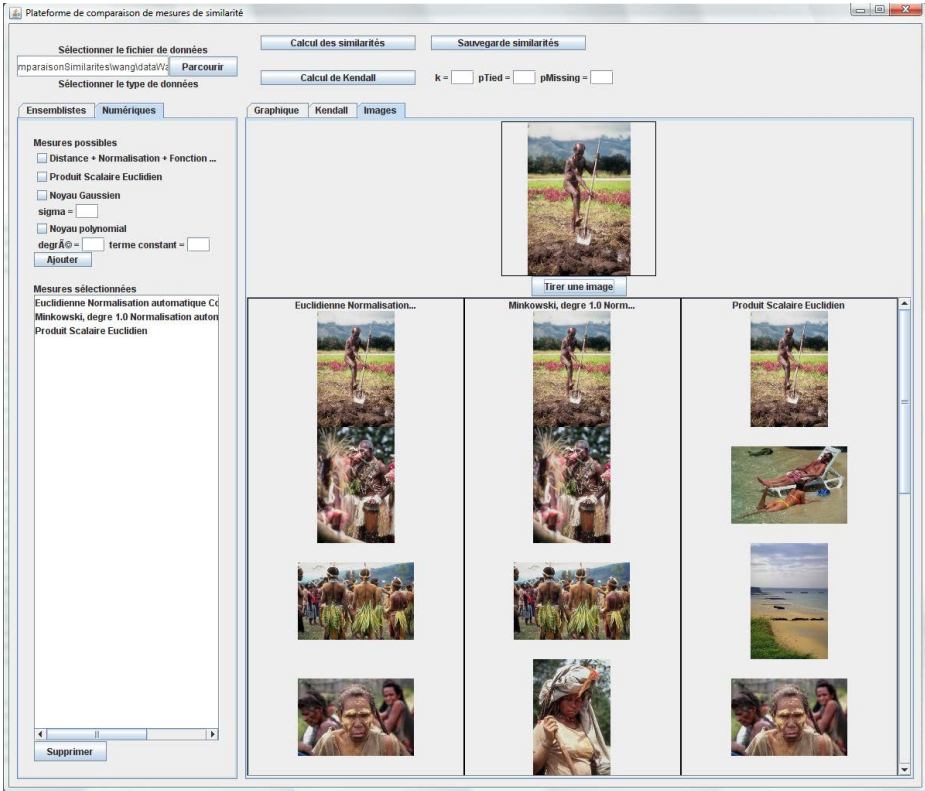 Plateforme de comparaison de mesures de similarité
Sélectionner le fichier de données
mparaisonSimilarites\wang\dataWa
Parcourir
Sélectionner le type de données
Calcul des similarités
Sauvegarde similarités
Calcul de Kendall
k =
pTied =
pMissing =
Ensemblistes
Numériques
Graphique
Kendall
Images
Mesures possibles
Distance + Normalisation + Fonction ...
Produit Scalaire Euclidien
Noyau Gaussien
sigma =
Noyau polynomial
degrÃ© =
terme constant =
Ajouter
Mesures sélectionnées
Euclidienne Normalisation automatique Co
Minkowski, degre 1.0 Normalisation auton
Produit Scalaire Euclidien
Supprimer
Tirer une image
Euclidienne Normalisation...
Minkowski, degre 1.0 Norm...
Produit Scalaire Euclidien